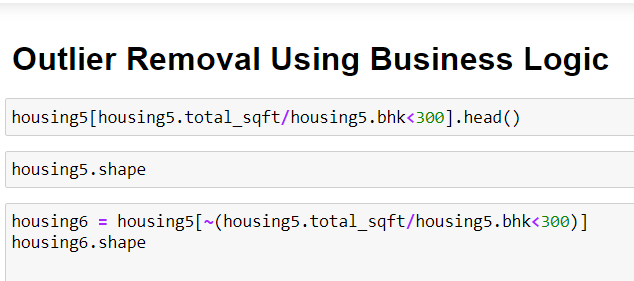 Outlier Removal Using Business Logic
housing5[housing5.total_sqft/housing5.bhk<300].head()
housing5.shape
housing6 = housing5[~(housing5.total_sqft/housing5.bhk<300)]
housing6.shape